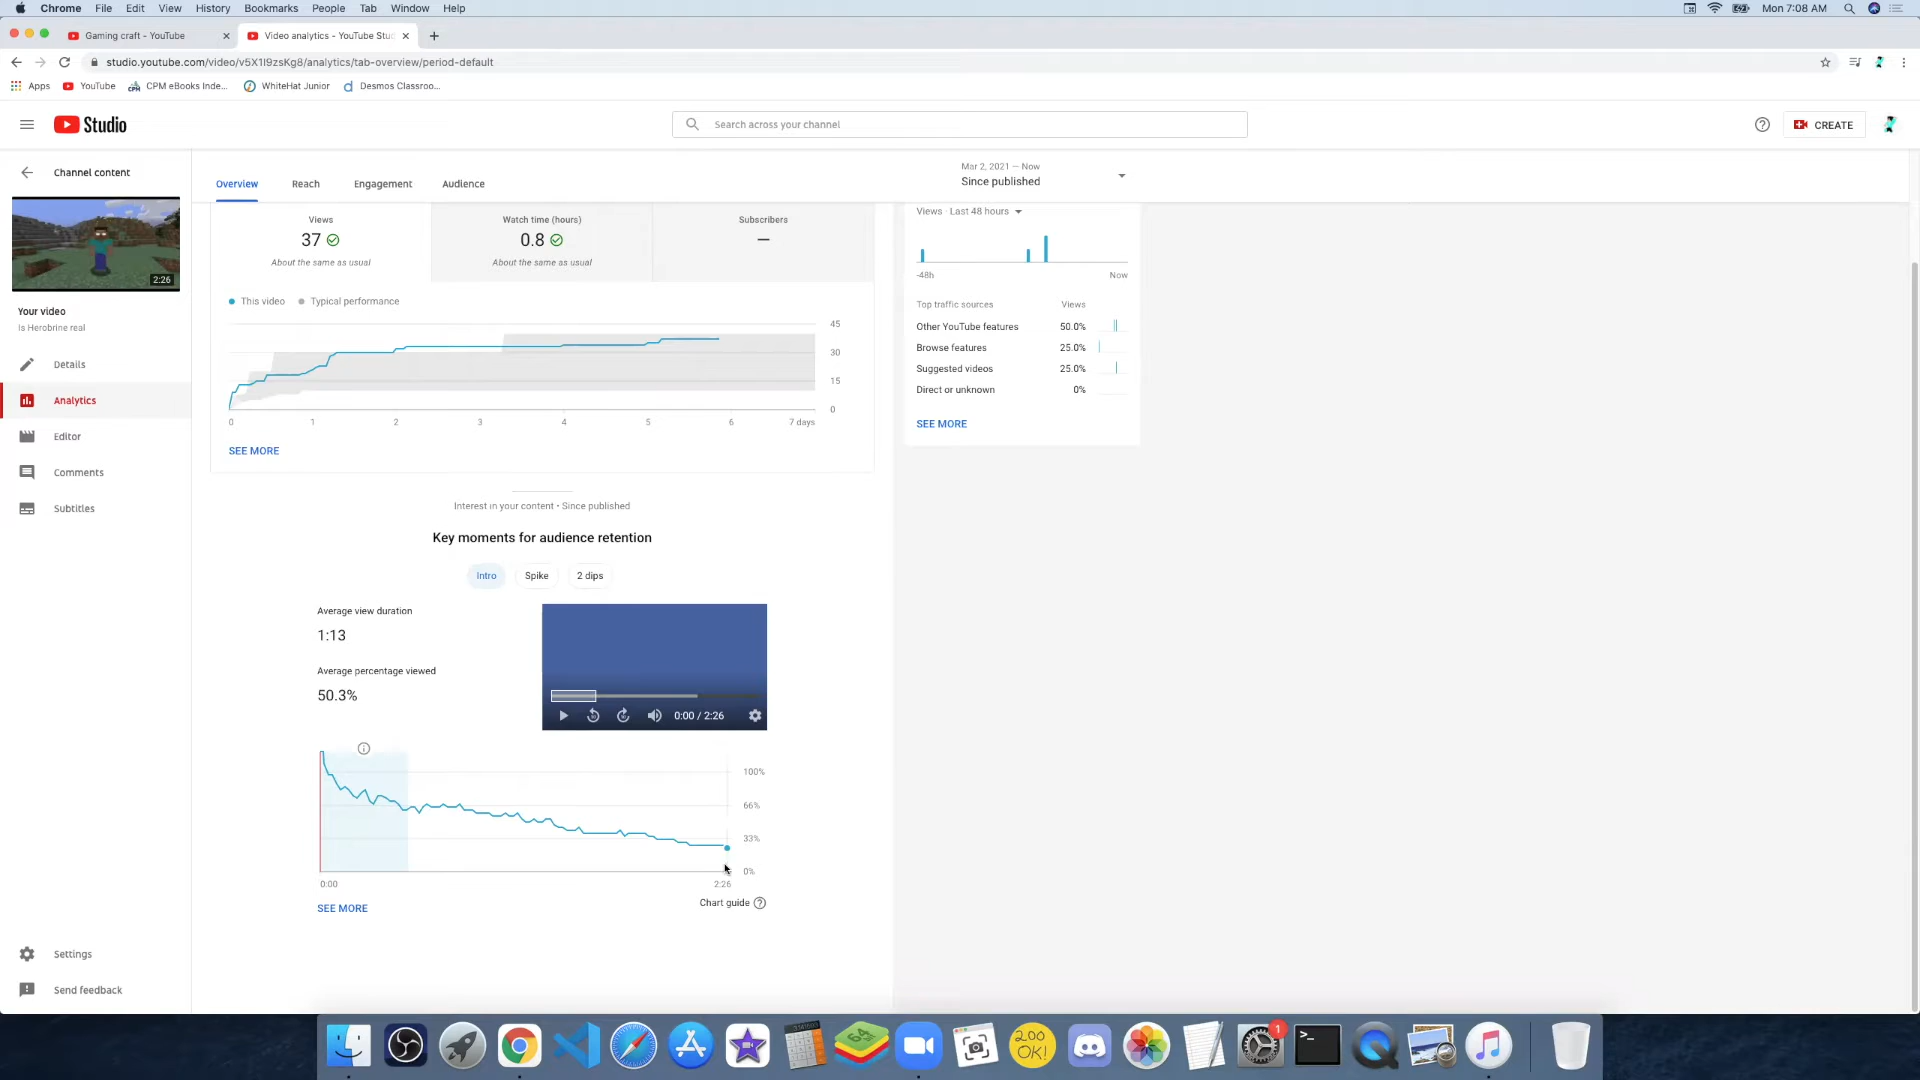 Chrome File Edit View History Bookmarks People Tab Window Help Mon 7:08 AM
Gaming craft - YouTube Video analytics - YouTube Stu
studio.youtube.com/video/v5X1I9zsKg8/analytics/tab-overview/period-default
Apps YouTube CPM eBooks Inde... WhiteHat Junior Desmos Classroo...
Studio
Search across your channel
CREATE
Channel content
2:26
Your video
Is Herobrine real
Details
Analytics
Editor
Comments
Subtitles
Settings
Send feedback
Overview Reach Engagement Audience
Mar 2, 2021 – Now
Since published
Views
37
About the same as usual
Watch time (hours)
0.8
About the same as usual
Subscribers
—
This video Typical performance
45
30
15
0
0 1 2 3 4 5 6 7 days
SEE MORE
Views · Last 48 hours
-48h Now
Top traffic sources Views
Other YouTube features 50.0%
Browse features 25.0%
Suggested videos 25.0%
Direct or unknown 0%
SEE MORE
Interest in your content • Since published
Key moments for audience retention
Intro Spike 2 dips
Average view duration
1:13
Average percentage viewed
50.3%
0:00 / 2:26
100%
66%
33%
0%
0:00 2:26
SEE MORE
Chart guide
64
200
OK!
1